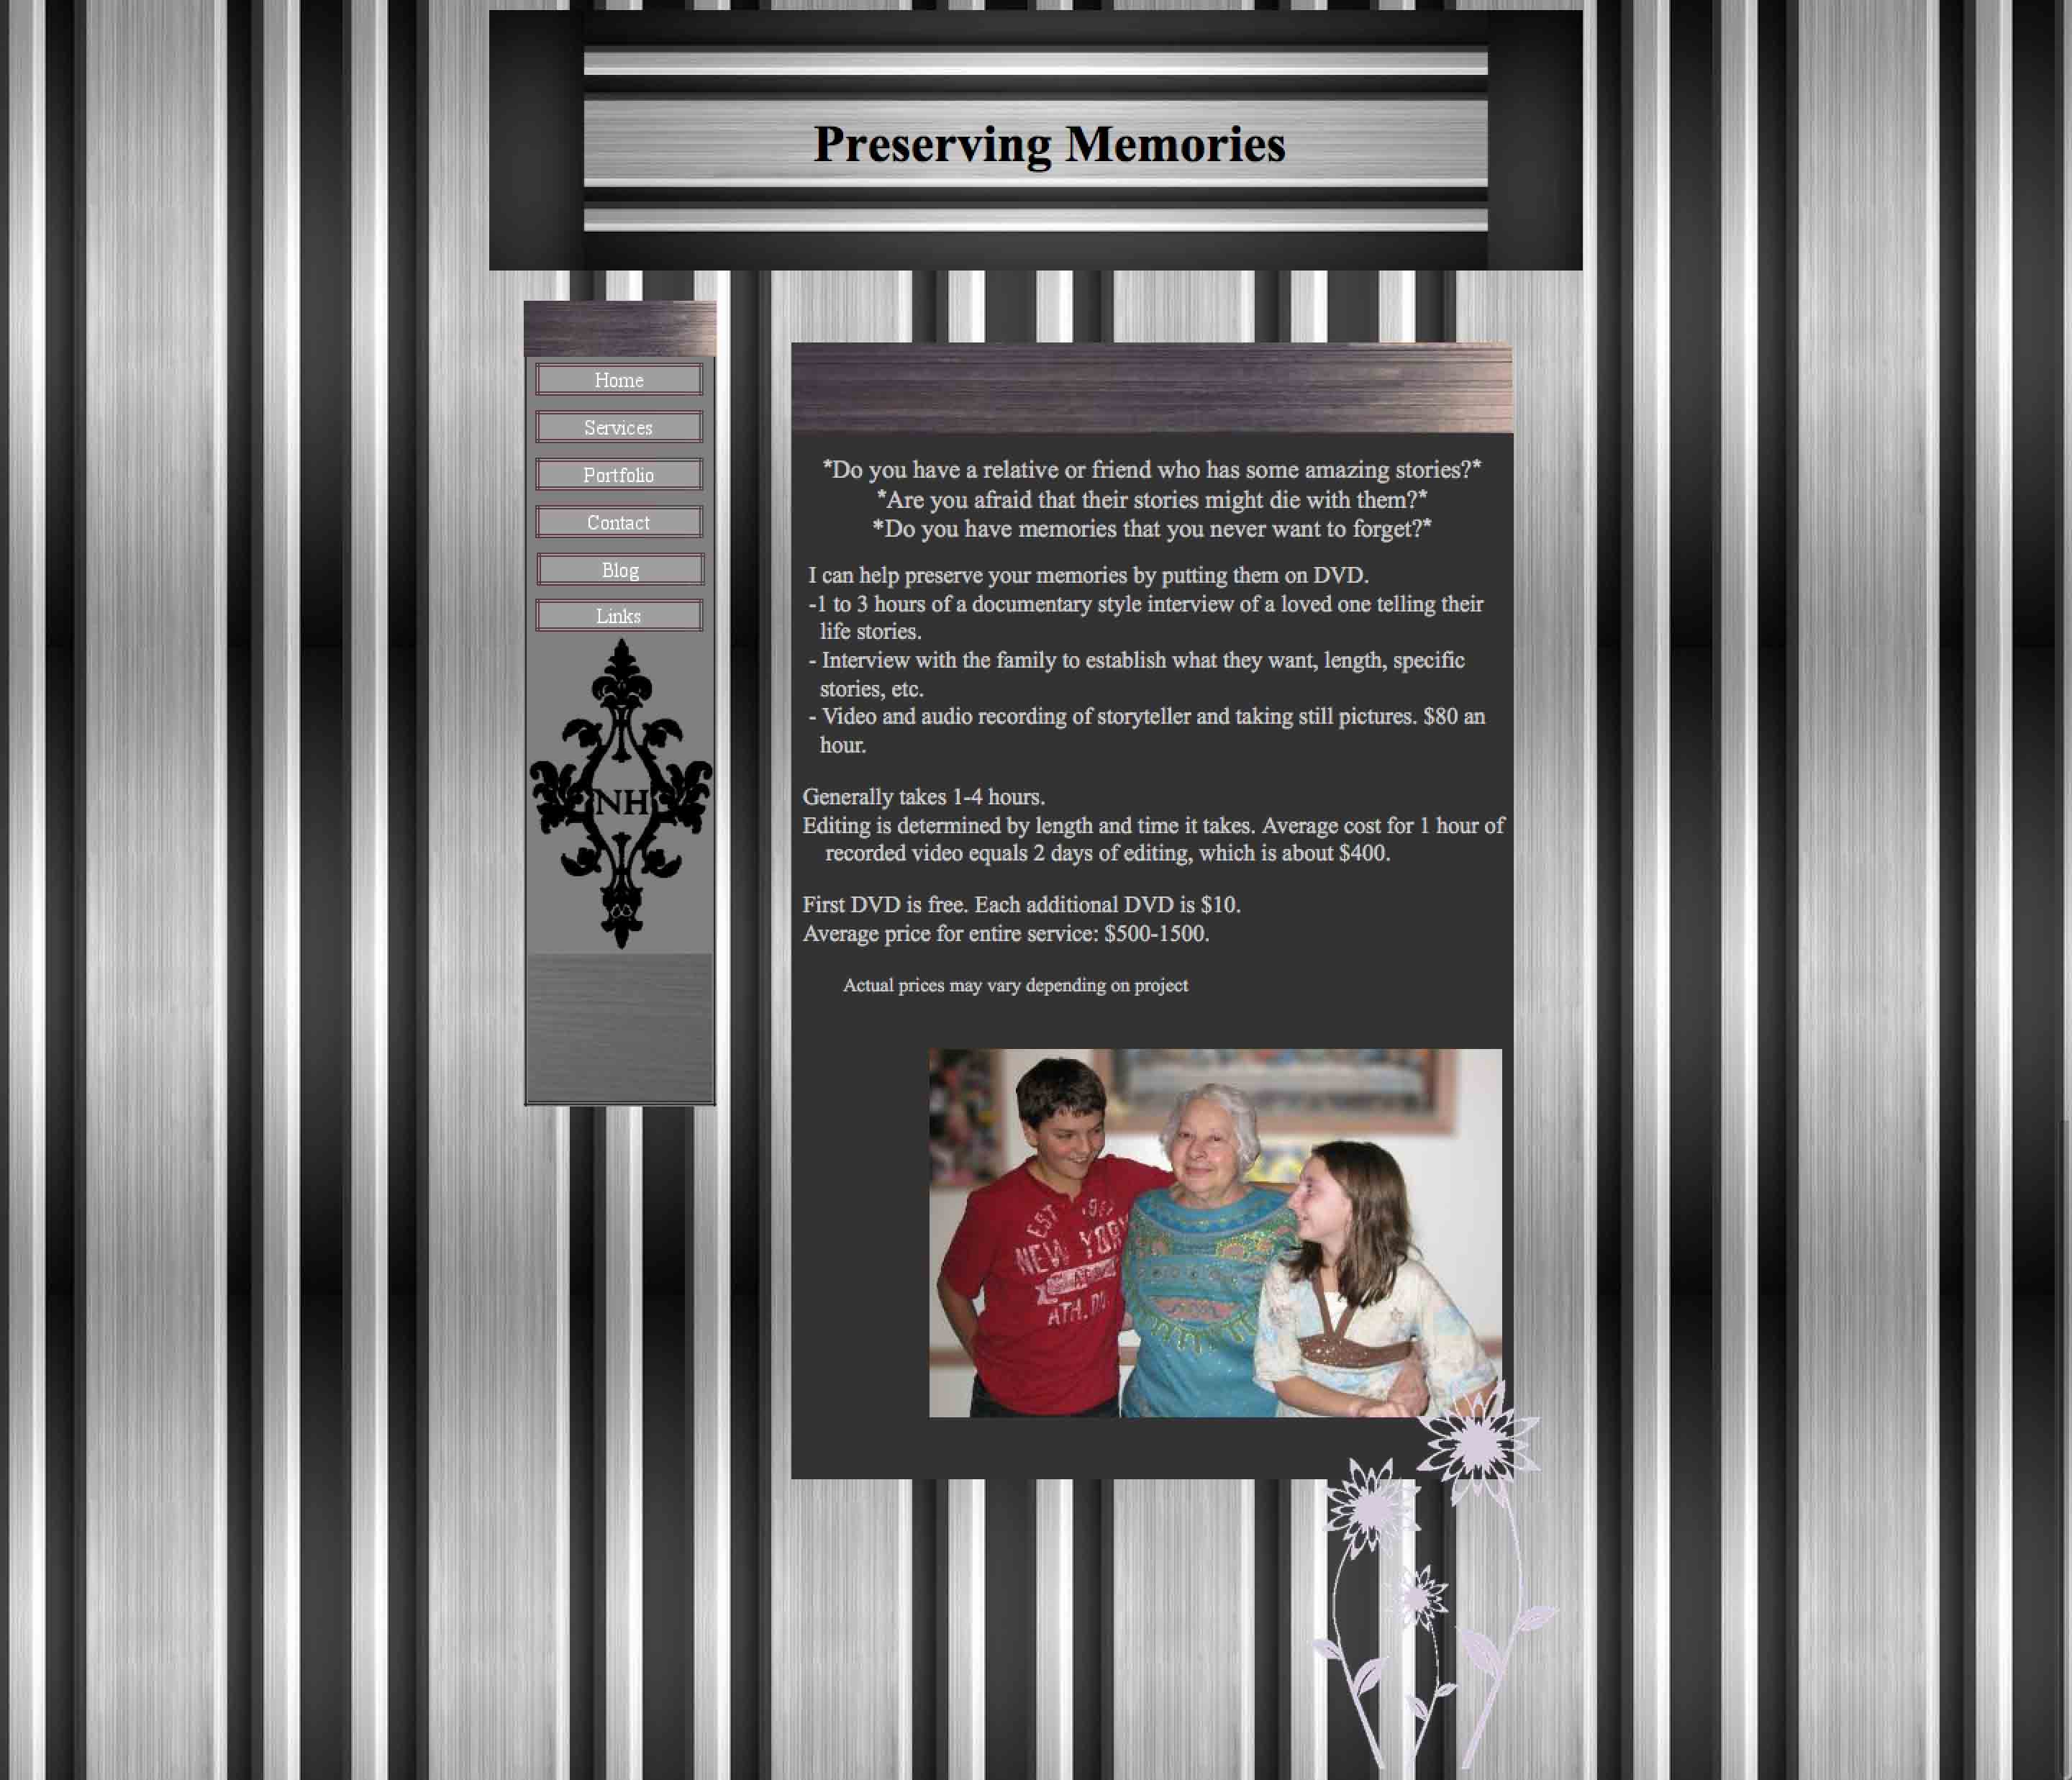 Preserving Memories
Home
Services
Portfolio
Contact
Blog
Links
NH
*Do you have a relative or friend who has some amazing stories?*
*Are you afraid that their stories might die with them?*
*Do you have memories that you never want to forget?*
I can help preserve your memories by putting them on DVD.
-1 to 3 hours of a documentary style interview of a loved one telling their
life stories.
- Interview with the family to establish what they want, length, specific
stories, etc.
- Video and audio recording of storyteller and taking still pictures. $80 an
hour.
Generally takes 1-4 hours.
Editing is determined by length and time it takes. Average cost for 1 hour of
recorded video equals 2 days of editing, which is about $400.
First DVD is free. Each additional DVD is $10.
Average price for entire service: $500-1500.
Actual prices may vary depending on project
EST
NEW YOR
ATH.